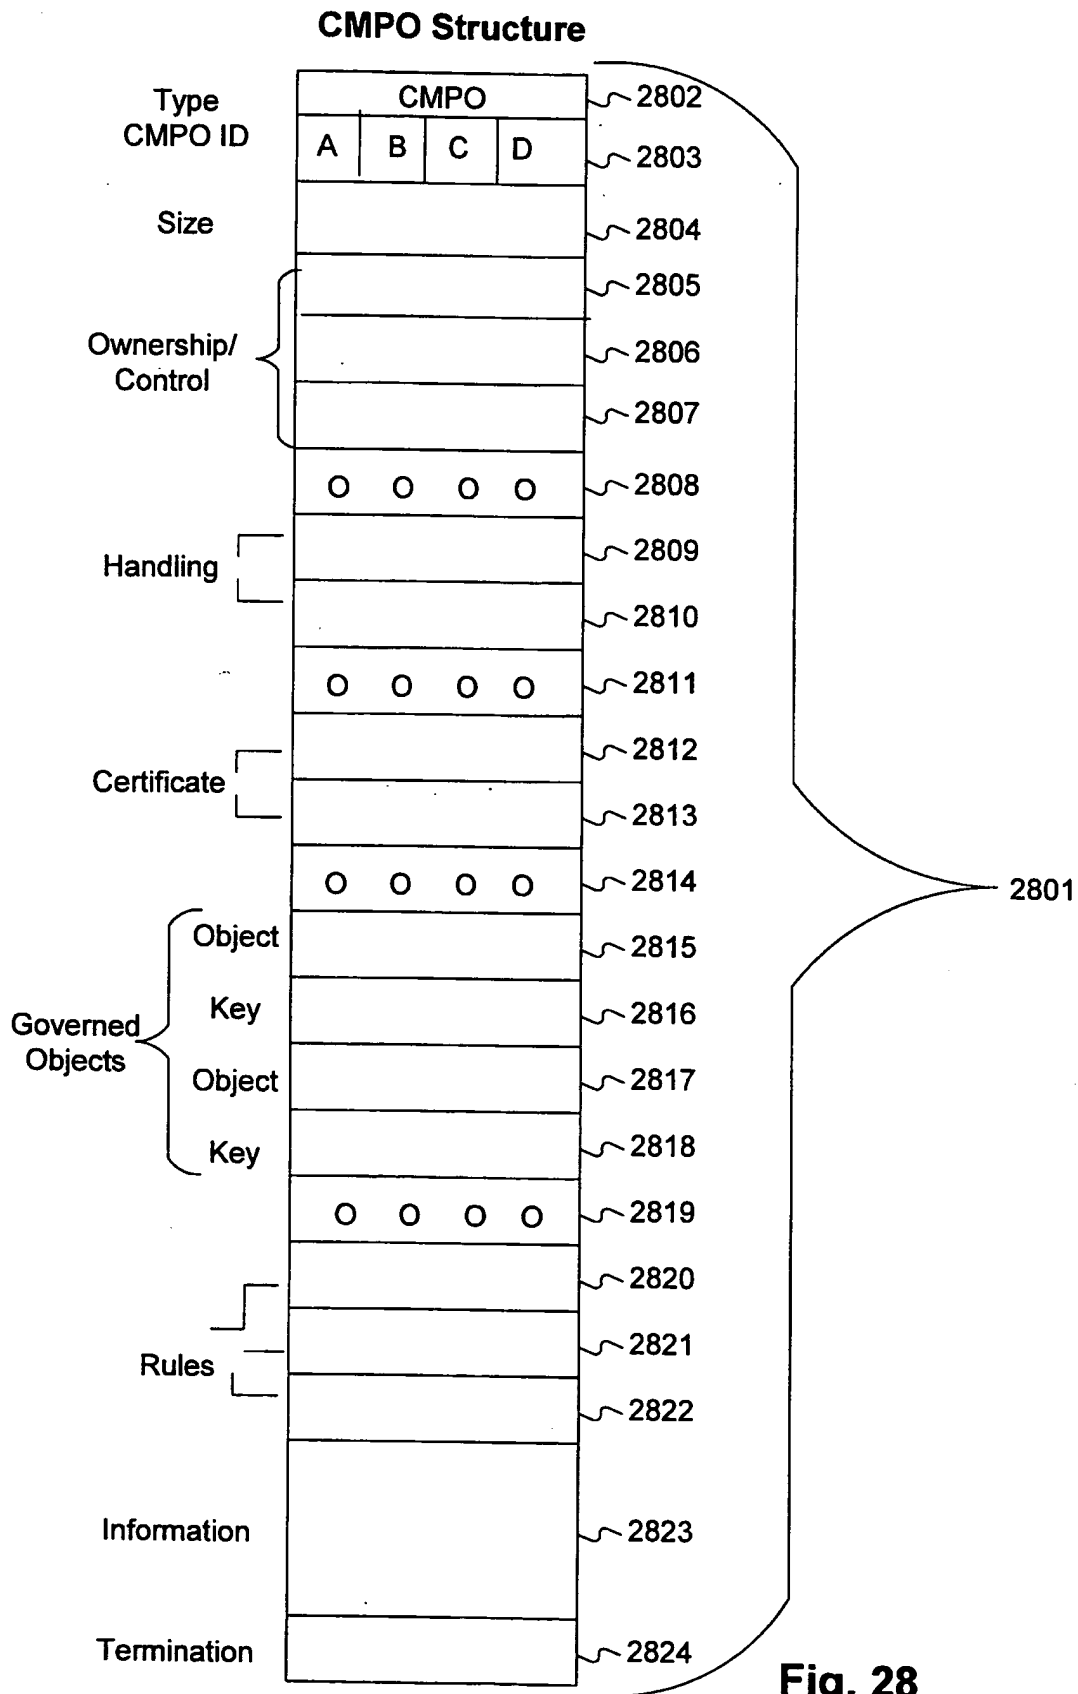 CMPO Structure
Type
CMPO
2802
CMPO ID
A B C D
2803
Size
2804
2805
Ownership/
Control
2806
2807
O O O O
2808
Handling
2809
2810
O O O O
2811
Certificate
2812
2813
O O O O
2814
2801
Governed
Objects
Object
2815
Key
2816
Object
2817
Key
2818
O O O O
2819
2820
Rules
2821
2822
Information
2823
Termination
2824
Fig. 28